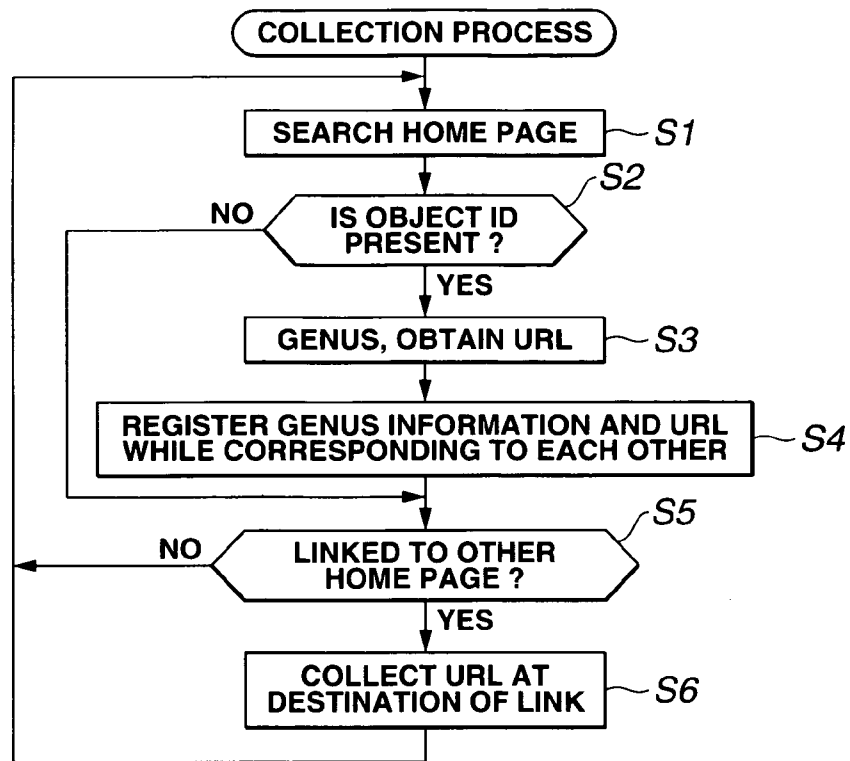 COLLECTION PROCESS
SEARCH HOME PAGE
S1
S2
NO
IS OBJECT ID
PRESENT ?
YES
GENUS, OBTAIN URL
S3
REGISTER GENUS INFORMATION AND URL
WHILE CORRESPONDING TO EACH OTHER
S4
S5
NO
LINKED TO OTHER
HOME PAGE ?
YES
COLLECT URL AT
DESTINATION OF LINK
S6